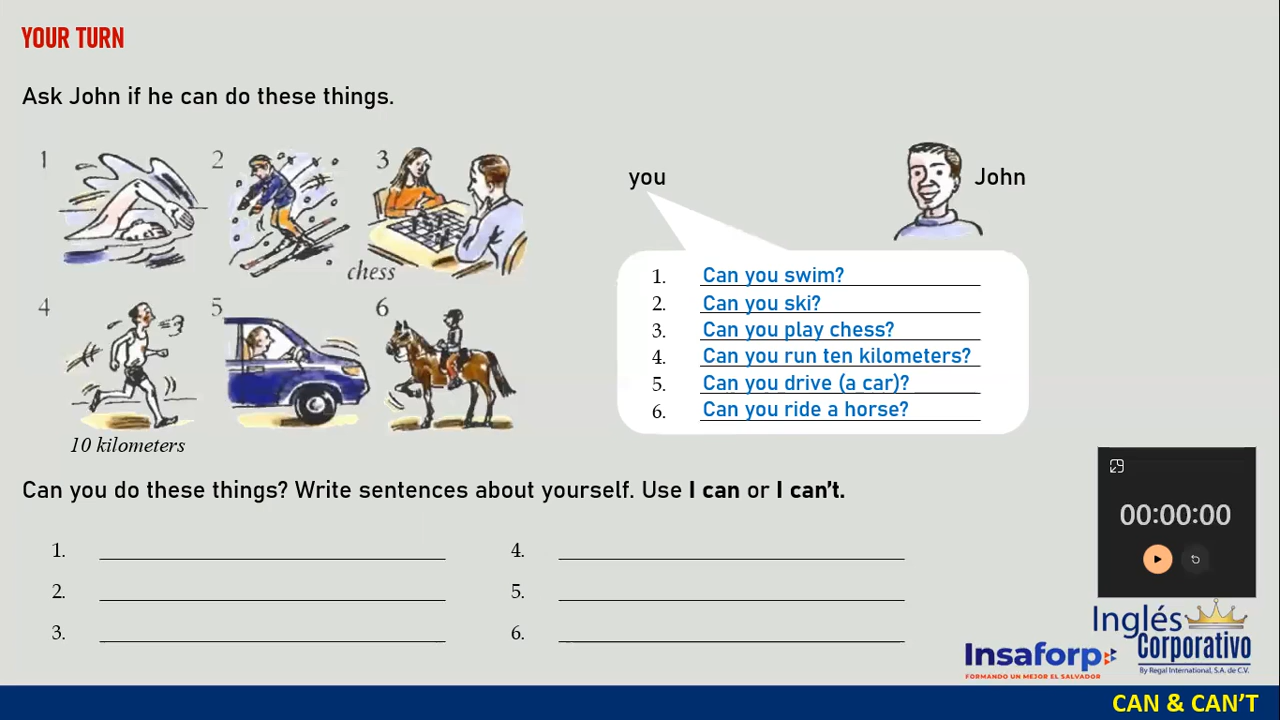 YOUR TURN
Ask John if he can do these things.
1
2
3
chess
4
5
6
10 kilometers
you
John
1. Can you swim?
2. Can you ski?
3. Can you play chess?
4. Can you run ten kilometers?
5. Can you drive (a car)?
6. Can you ride a horse?
Can you do these things? Write sentences about yourself. Use I can or I can't.
1.
2.
3.
4.
5.
6.
00:00:00
Insaforp
FORMANDO UN MEJOR EL SALVADOR
Inglés
Corporativo
By Regal International, S.A. de C.V.
CAN & CAN'T